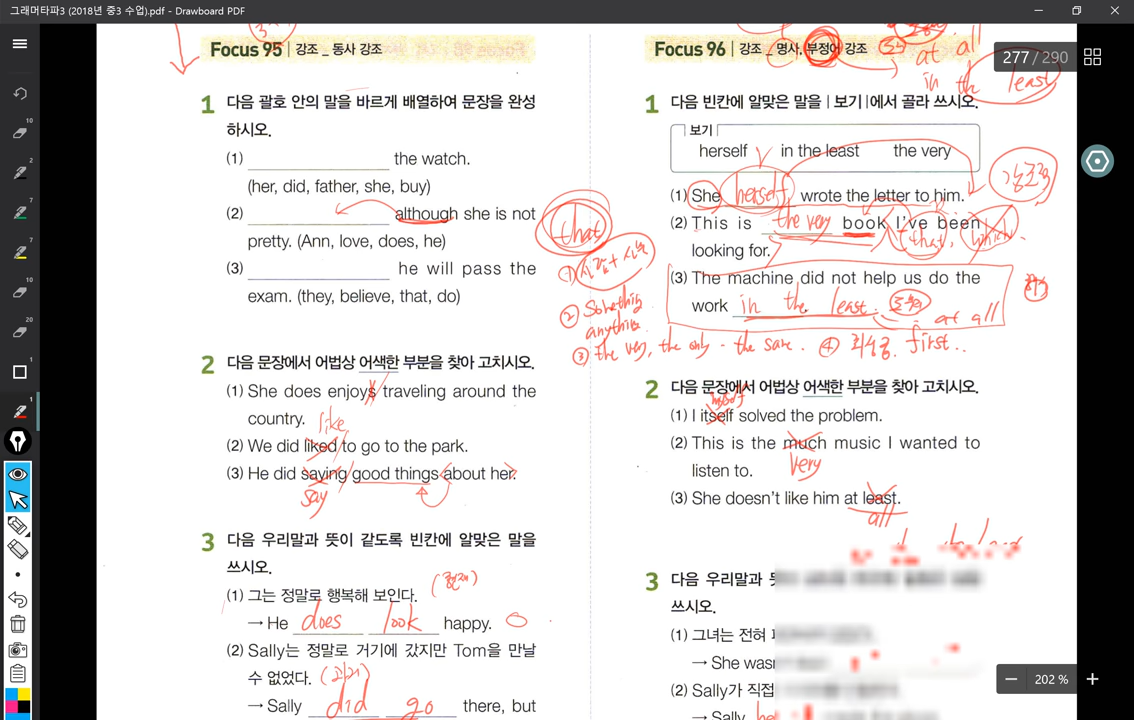 그래머타파3 (2018년 중3 수업).pdf - Drawboard PDF
277 / 290
Focus 95 | 강조 _ 동사 강조
1 다음 괄호 안의 말을 바르게 배열하여 문장을 완성
하시오.
(1) the watch.
(her, did, father, she, buy)
(2) although she is not
pretty. (Ann, love, does, he)
(3) he will pass the
exam. (they, believe, that, do)
2 다음 문장에서 어법상 어색한 부분을 찾아 고치시오.
(1) She does enjoys traveling around the
country.
like
(2) We did liked to go to the park.
(3) He did saying good things about her.
say
3 다음 우리말과 뜻이 같도록 빈칸에 알맞은 말을
쓰시오.
(1) 그는 정말로 행복해 보인다. (현재)
→ He does look happy.
(2) Sally는 정말로 거기에 갔지만 Tom을 만날
수 없었다. (과거)
→ Sally did go there, but
Focus 96 | 강조 _ 명사, 부정어 강조
at all
in the least
1 다음 빈칸에 알맞은 말을 | 보기 |에서 골라 쓰시오.
보기
herself in the least the very
(1) She herself wrote the letter to him.
(2) This is the very book I've been
looking for.
that, which
(3) The machine did not help us do the
work in the least.
at all
that
② Something
anything
③ the very, the only - the same. ④ first..
2 다음 문장에서 어법상 어색한 부분을 찾아 고치시오.
myself
(1) I itself solved the problem.
(2) This is the much music I wanted to
very
listen to.
(3) She doesn't like him at least.
all
3 다음 우리말과
쓰시오.
(1) 그녀는 전혀
→ She
(2) Sally가 직접
→ Sally
202 %